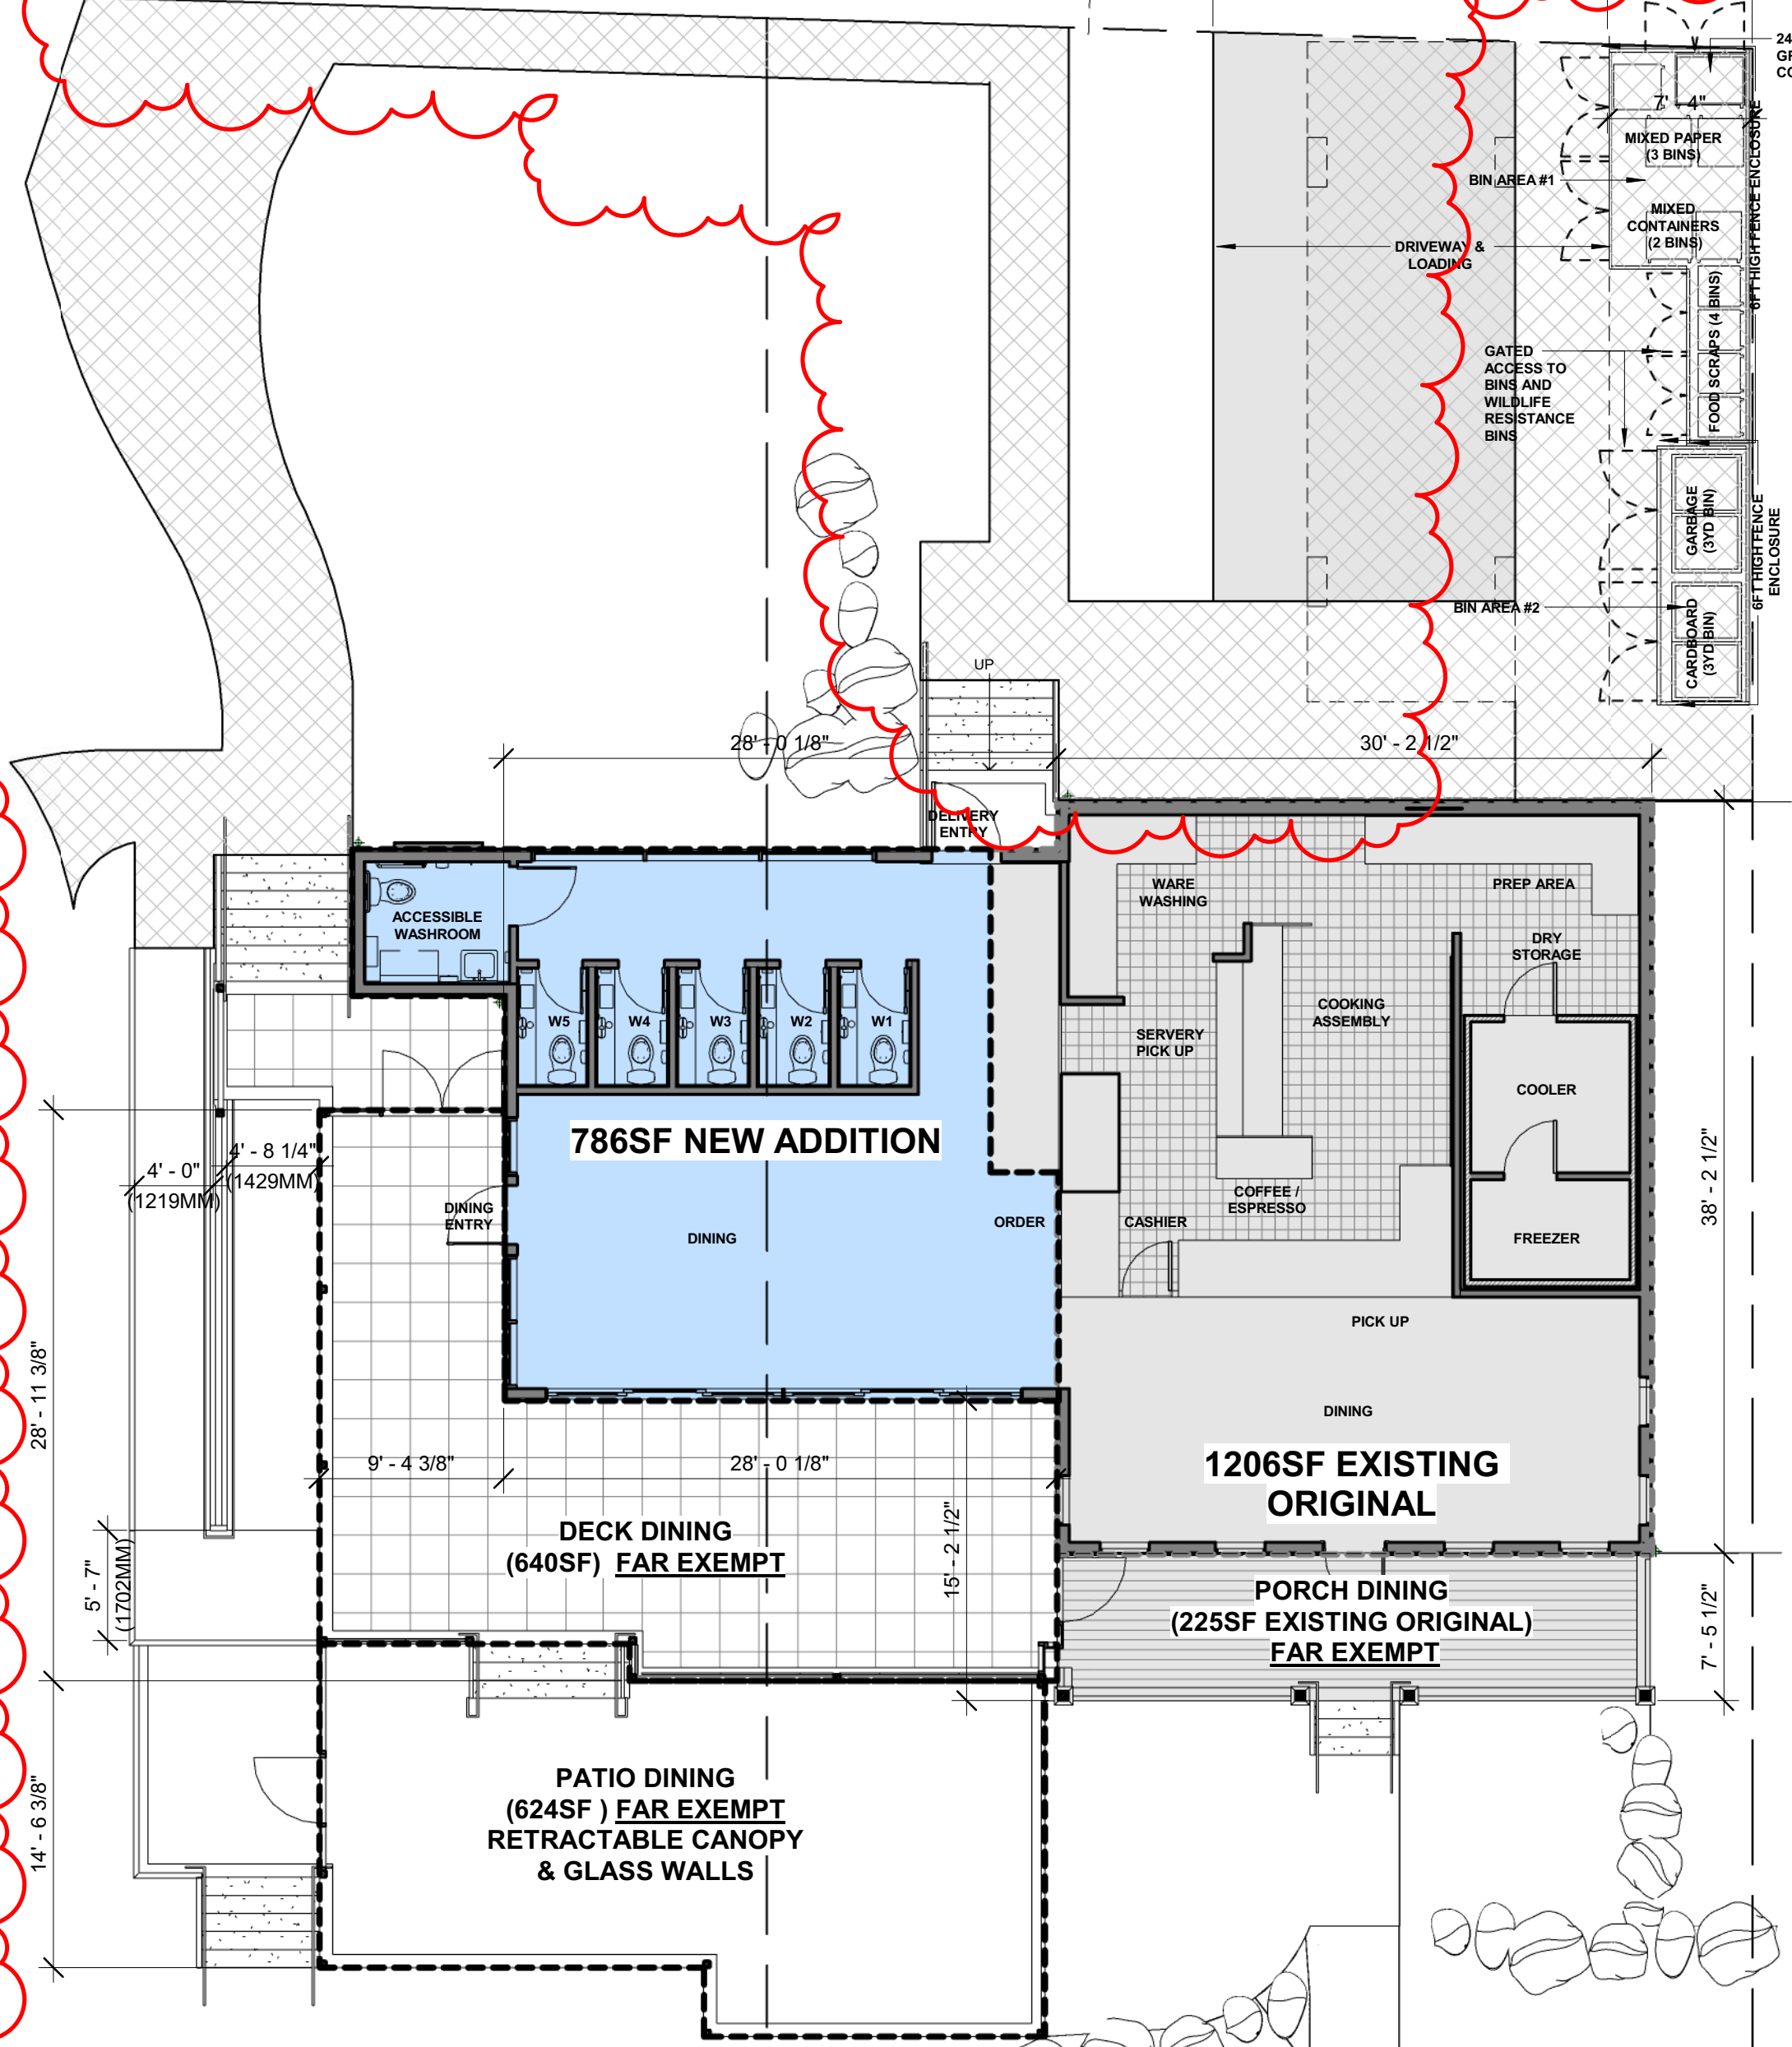 24
7' - 4"
MIXED PAPER
(3 BINS)
BIN AREA #1
MIXED
CONTAINERS
(2 BINS)
6FT HIGH FENCE ENCLOSURE
DRIVEWAY &
LOADING
FOOD SCRAPS (4 BINS)
GATED
ACCESS TO
BINS AND
WILDLIFE
RESISTANCE
BINS
GARBAGE
(3YD BIN)
6FT HIGH FENCE
ENCLOSURE
BIN AREA #2
CARDBOARD
(3YD BIN)
UP
28' - 0 1/8"
30' - 2 1/2"
DELIVERY
ENTRY
WARE
WASHING
PREP AREA
ACCESSIBLE
WASHROOM
DRY
STORAGE
COOKING
ASSEMBLY
W5
W4
W3
W2
W1
SERVERY
PICK UP
COOLER
786SF NEW ADDITION
38' - 2 1/2"
4' - 8 1/4"
(1429MM)
4' - 0"
(1219MM)
DINING
ENTRY
DINING
ORDER
CASHIER
COFFEE /
ESPRESSO
FREEZER
PICK UP
28' - 11 3/8"
DINING
9' - 4 3/8"
28' - 0 1/8"
1206SF EXISTING
ORIGINAL
DECK DINING
(640SF) FAR EXEMPT
15' - 2 1/2"
5' - 7"
(1702MM)
PORCH DINING
(225SF EXISTING ORIGINAL)
FAR EXEMPT
7' - 5 1/2"
PATIO DINING
(624SF ) FAR EXEMPT
RETRACTABLE CANOPY
& GLASS WALLS
14' - 6 3/8"